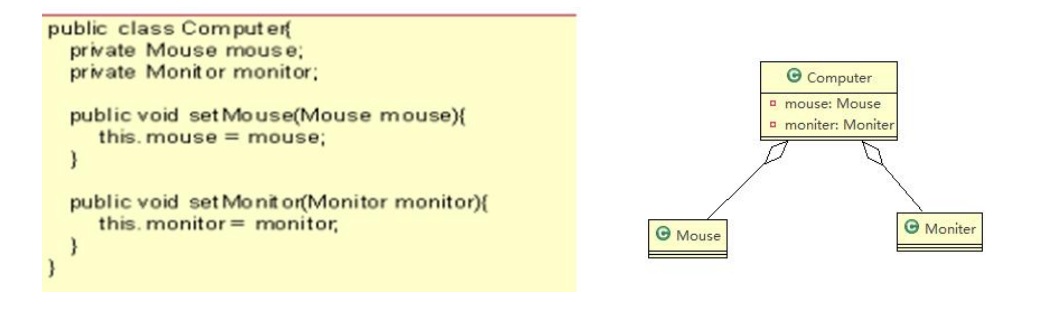 public class Computer{
private Mouse mouse;
private Monitor monitor;
public void setMouse(Mouse mouse){
this.mouse = mouse;
}
public void setMonitor(Monitor monitor){
this.monitor = monitor;
}
}
C Computer
mouse: Mouse
moniter: Moniter
C Mouse
C Moniter